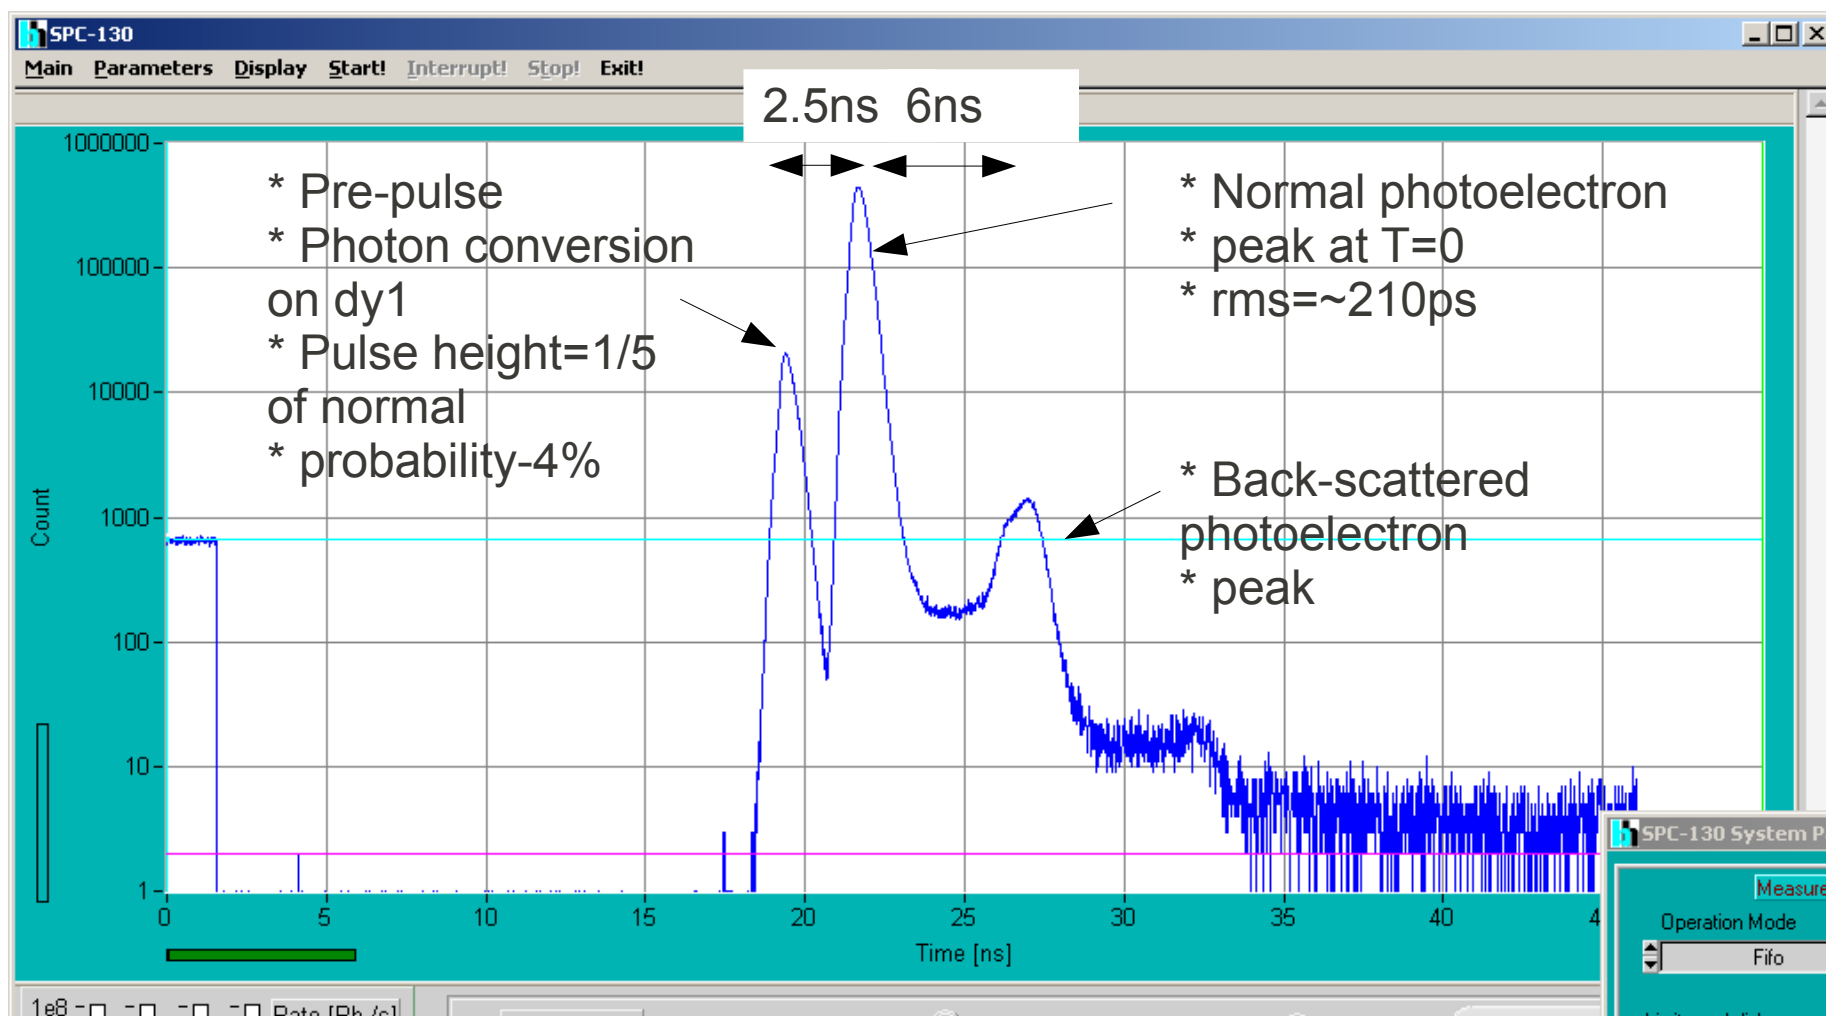 SPC-130
Main Parameters Display Start! Interrupt! Stop! Exit!
2.5ns 6ns
1000000
100000
10000
1000
100
10
1
Count
* Pre-pulse
* Photon conversion
on dy1
* Pulse height=1/5
of normal
* probability-4%
* Normal photoelectron
* peak at T=0
* rms=~210ps
* Back-scattered
photoelectron
* peak
0 5 10 15 20 25 30 35 40 4
Time [ns]
SPC-130 System P
Measure
Operation Mode
Fifo
1e8
Rate [Ph./s]